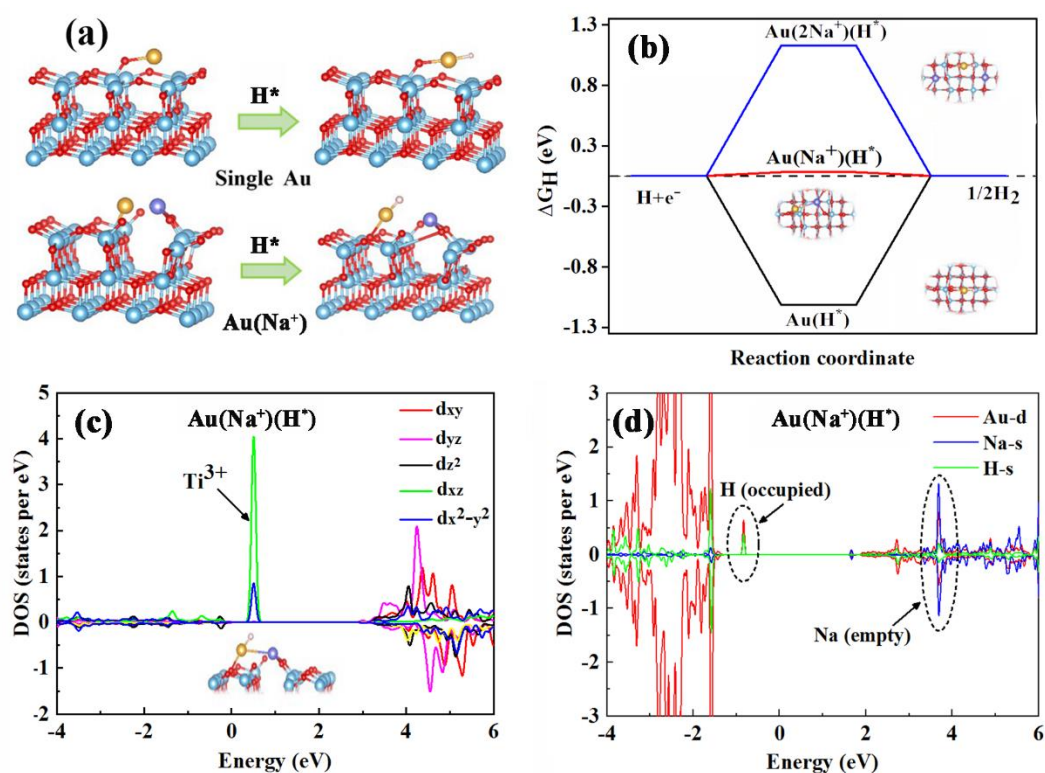 (a)
H*
Single Au
H*
Au(Na⁺)
(b)
1.3
0.8
0.3
-0.3
-0.8
-1.3
ΔG_H (eV)
Au(2Na⁺)(H*)
Au(Na⁺)(H*)
H+e⁻
1/2H₂
Au(H*)
Reaction coordinate
(c)
Au(Na⁺)(H*)
dxy
dyz
dz²
dxz
dx²-y²
Ti³⁺
5
4
3
2
1
0
-1
-2
DOS (states per eV)
-4 -2 0 2 4 6
Energy (eV)
(d)
Au(Na⁺)(H*)
Au-d
Na-s
H-s
H (occupied)
Na (empty)
3
2
1
0
-1
-2
-3
DOS (states per eV)
-4 -2 0 2 4 6
Energy (eV)